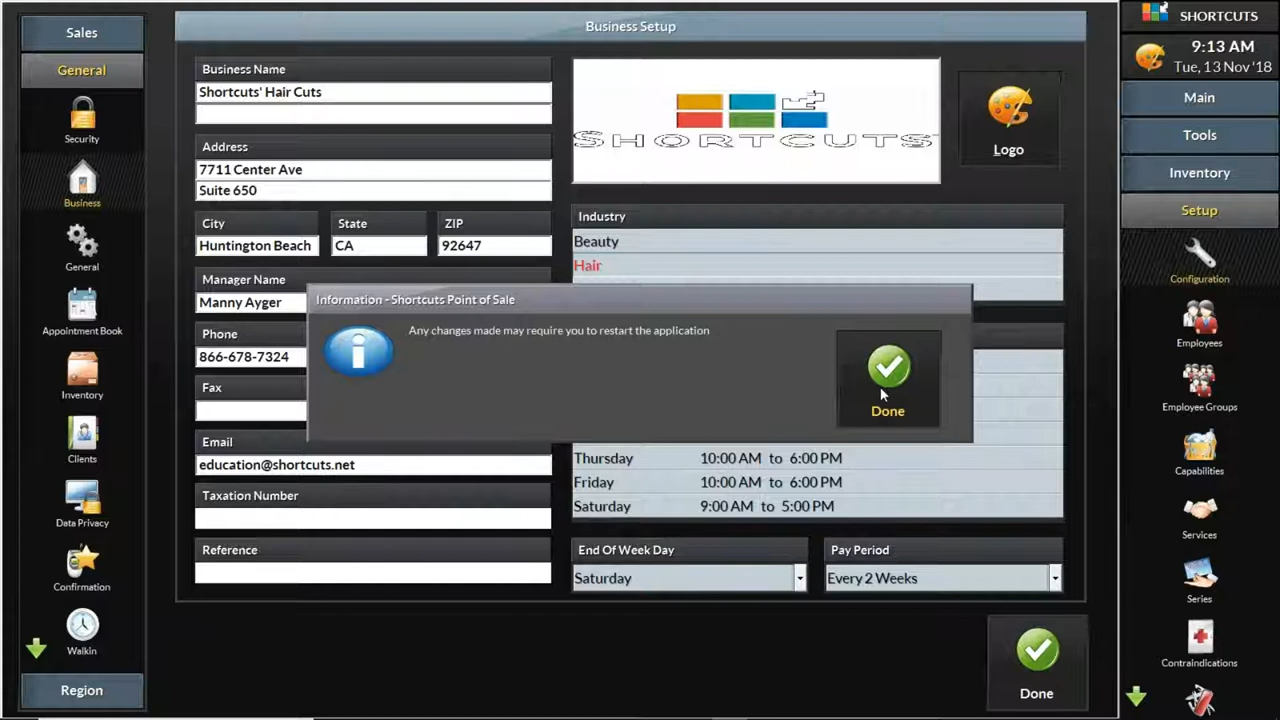 Sales
General
Security
Business
General
Appointment Book
Inventory
Clients
Data Privacy
Confirmation
Walkin
Region
Business Setup
Business Name
Shortcuts' Hair Cuts
Address
7711 Center Ave
Suite 650
City
State
ZIP
Huntington Beach
CA
92647
Manager Name
Manny Ayger
Phone
866-678-7324
Fax
Email
education@shortcuts.net
Taxation Number
Reference
SHORTCUTS
Logo
Industry
Beauty
Hair
Information - Shortcuts Point of Sale
Any changes made may require you to restart the application
Done
Thursday 10:00 AM to 6:00 PM
Friday 10:00 AM to 6:00 PM
Saturday 9:00 AM to 5:00 PM
End Of Week Day
Pay Period
Saturday
Every 2 Weeks
Done
SHORTCUTS
9:13 AM
Tue, 13 Nov '18
Main
Tools
Inventory
Setup
Configuration
Employees
Employee Groups
Capabilities
Services
Series
Contraindications